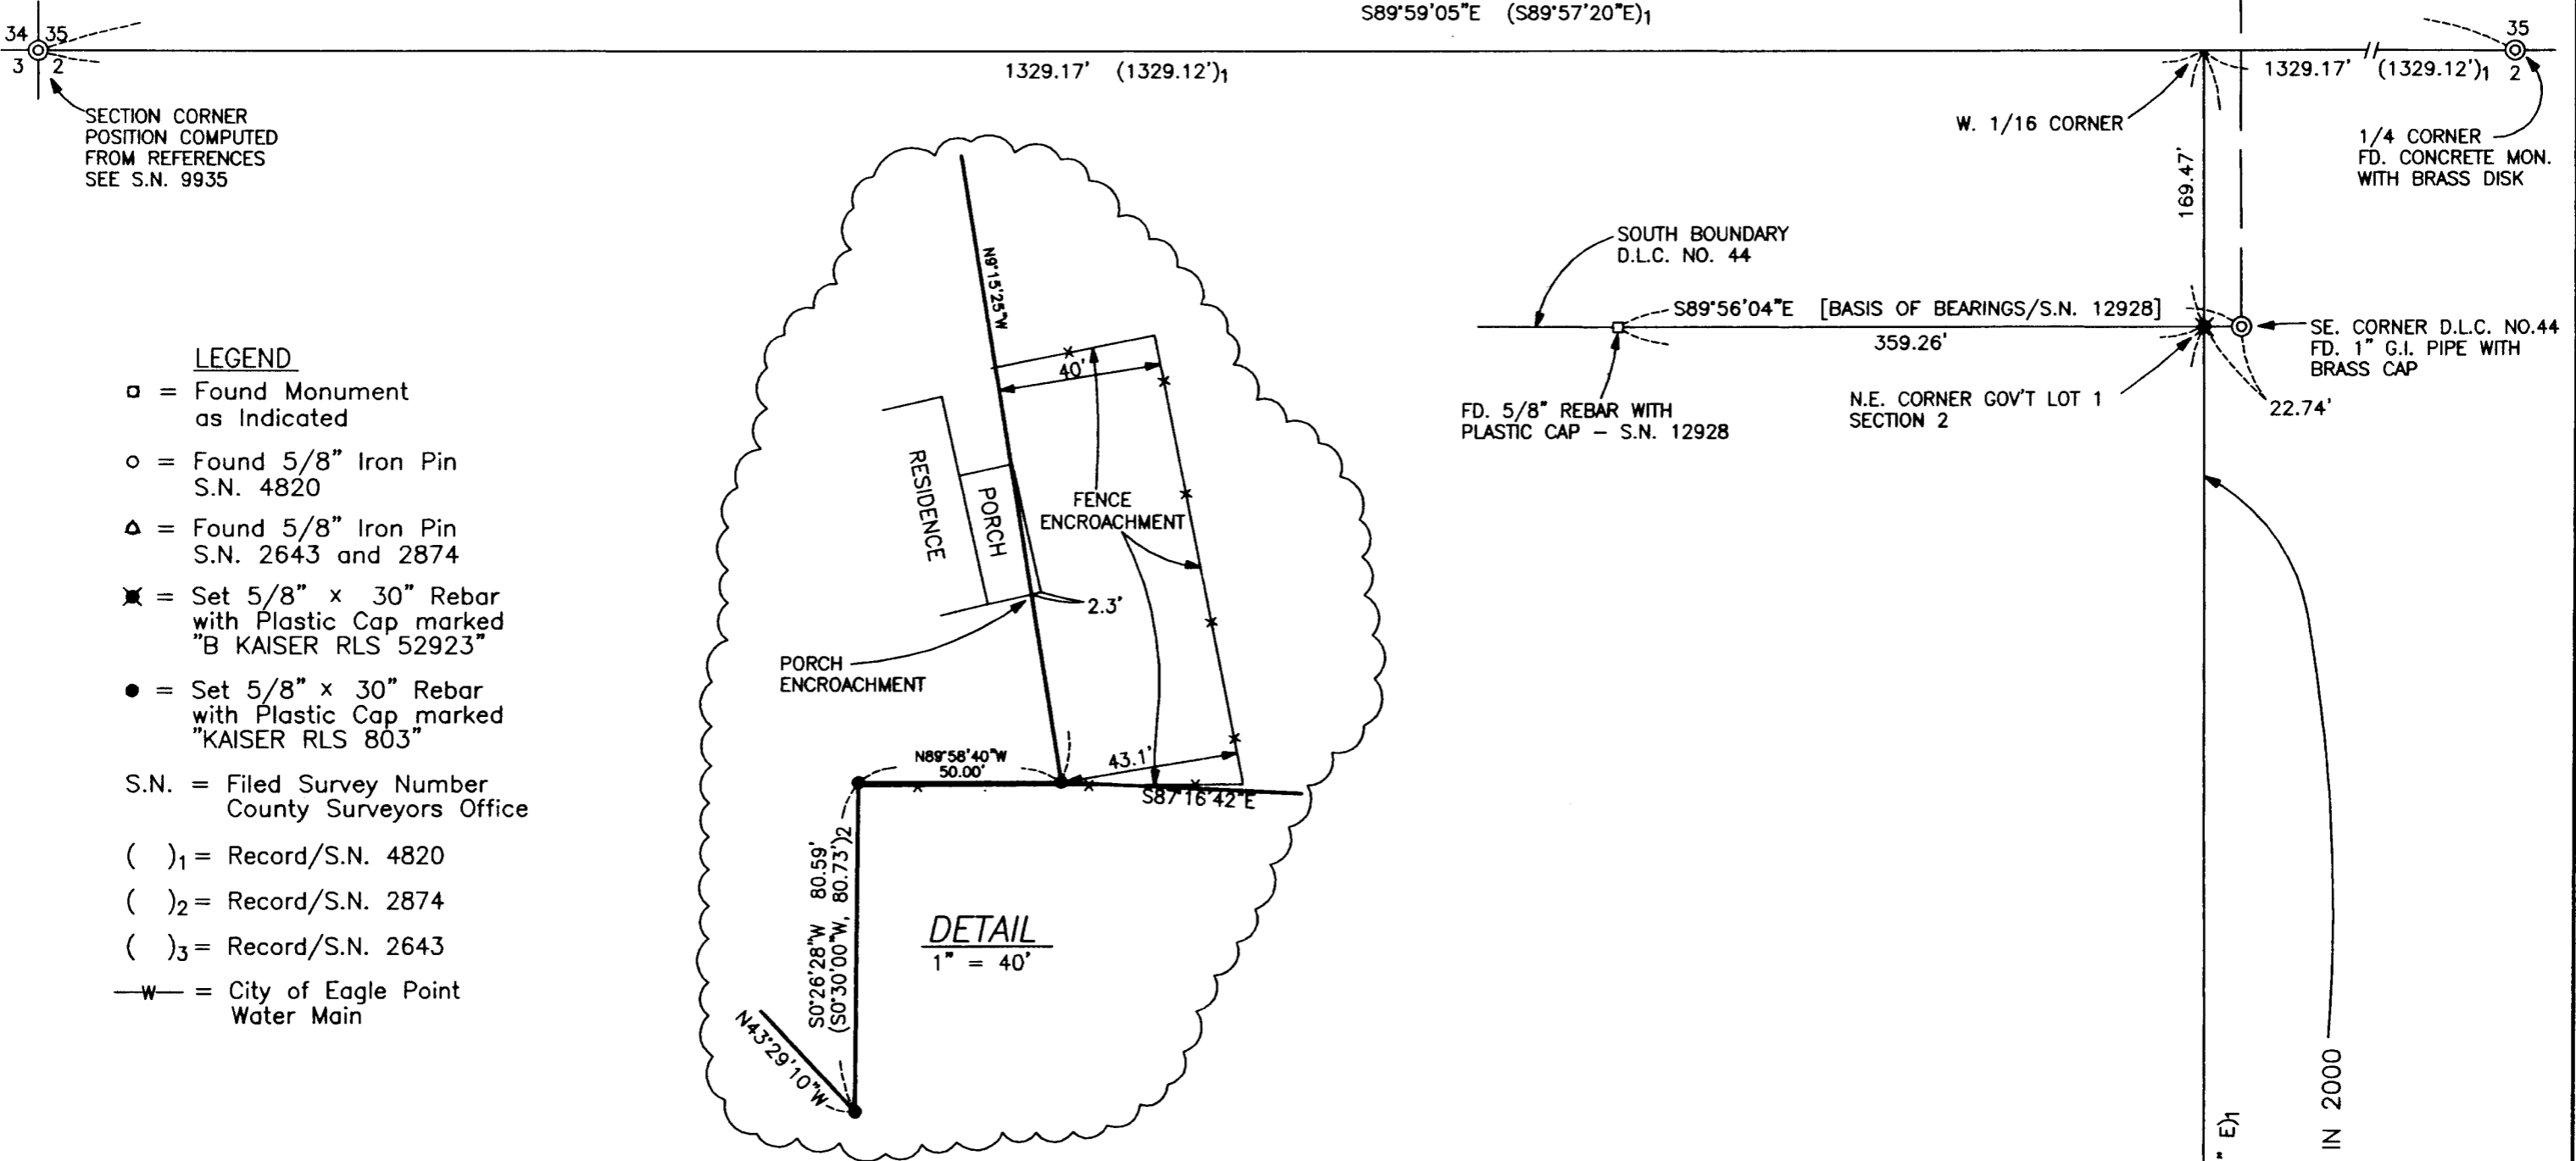 S89°59'05"E (S89°57'20"E)1
34 35
3 2
1329.17' (1329.12')1
1329.17' (1329.12')1
35
2
SECTION CORNER
POSITION COMPUTED
FROM REFERENCES
SEE S.N. 9935
W. 1/16 CORNER
1/4 CORNER
FD. CONCRETE MON.
WITH BRASS DISK
169.47'
SOUTH BOUNDARY
D.L.C. NO. 44
S89°56'04"E [BASIS OF BEARINGS/S.N. 12928]
359.26'
SE. CORNER D.L.C. NO.44
FD. 1" G.I. PIPE WITH
BRASS CAP
N.E. CORNER GOV'T LOT 1
SECTION 2
22.74'
FD. 5/8" REBAR WITH
PLASTIC CAP – S.N. 12928
LEGEND
= Found Monument
as Indicated
= Found 5/8" Iron Pin
S.N. 4820
= Found 5/8" Iron Pin
S.N. 2643 and 2874
= Set 5/8" x 30" Rebar
with Plastic Cap marked
"B KAISER RLS 52923"
= Set 5/8" x 30" Rebar
with Plastic Cap marked
"KAISER RLS 803"
S.N. = Filed Survey Number
County Surveyors Office
( )1 = Record/S.N. 4820
( )2 = Record/S.N. 2874
( )3 = Record/S.N. 2643
W = City of Eagle Point
Water Main
N9°15'25"W
40'
RESIDENCE
PORCH
FENCE
ENCROACHMENT
2.3'
PORCH
ENCROACHMENT
N89°58'40"W
50.00'
43.1'
S87°16'42"E
S0°26'28"W 80.59'
(S0°30'00"W, 80.73')2
N43°29'10"W
DETAIL
1" = 40'
" E)1
IN 2000